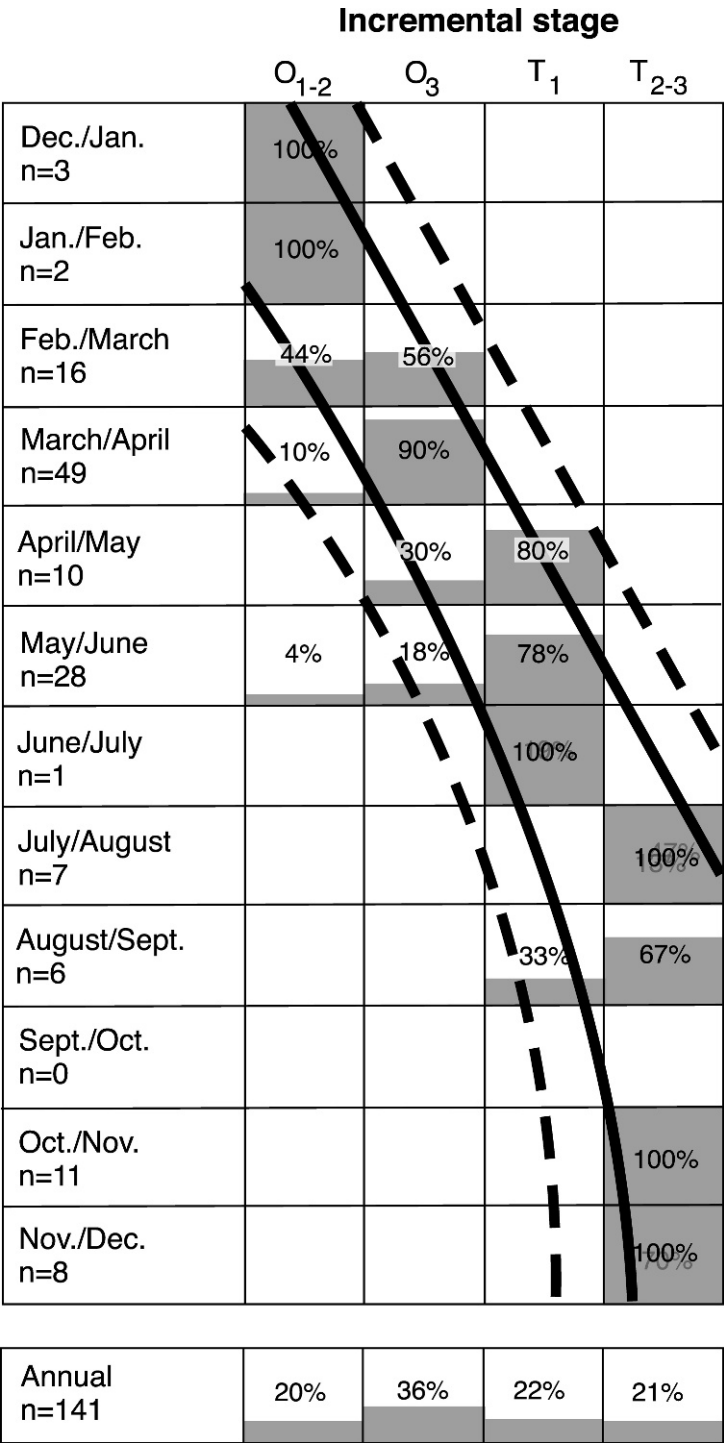 Incremental stage
O1-2 O3 T1 T2-3
Dec./Jan.
n=3
100%
Jan./Feb.
n=2
100%
Feb./March
n=16
44% 56%
March/April
n=49
10% 90%
April/May
n=10
30% 80%
May/June
n=28
4% 18% 78%
June/July
n=1
100%
July/August
n=7
100%
August/Sept.
n=6
33% 67%
Sept./Oct.
n=0
Oct./Nov.
n=11
100%
Nov./Dec.
n=8
100%
Annual
n=141
20% 36% 22% 21%